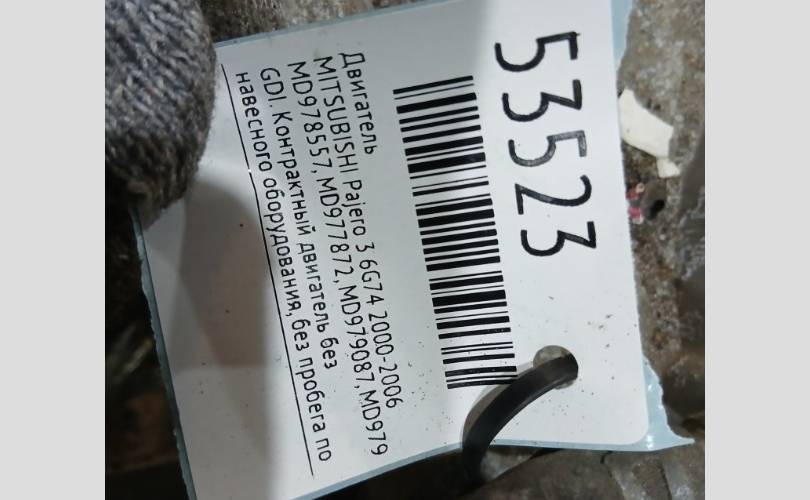 53523
Двигатель
MITSUBISHI Pajero 3 6G74 2000-2006
MD978557,MD977872,MD979087,MD979
GDI. Контрактный двигатель без
навесного оборудования, без пробега по